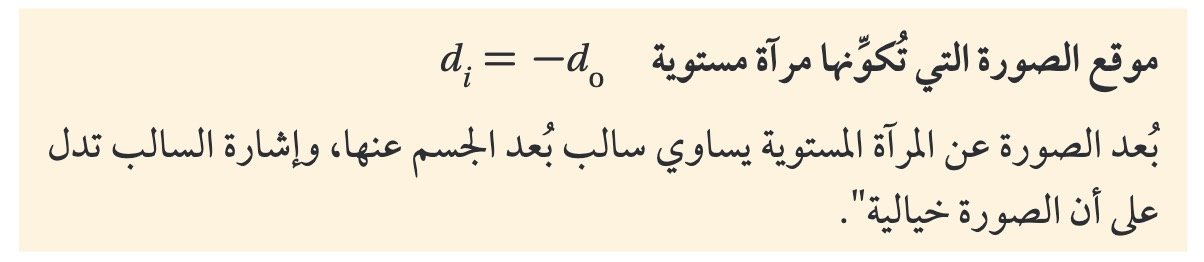 موقع الصورة التي تُكوِّنها مرآة مستوية d_i = −d_o
بُعد الصورة عن المرآة المستوية يساوي سالب بُعد الجسم عنها، وإشارة السالب تدل
على أن الصورة خيالية".